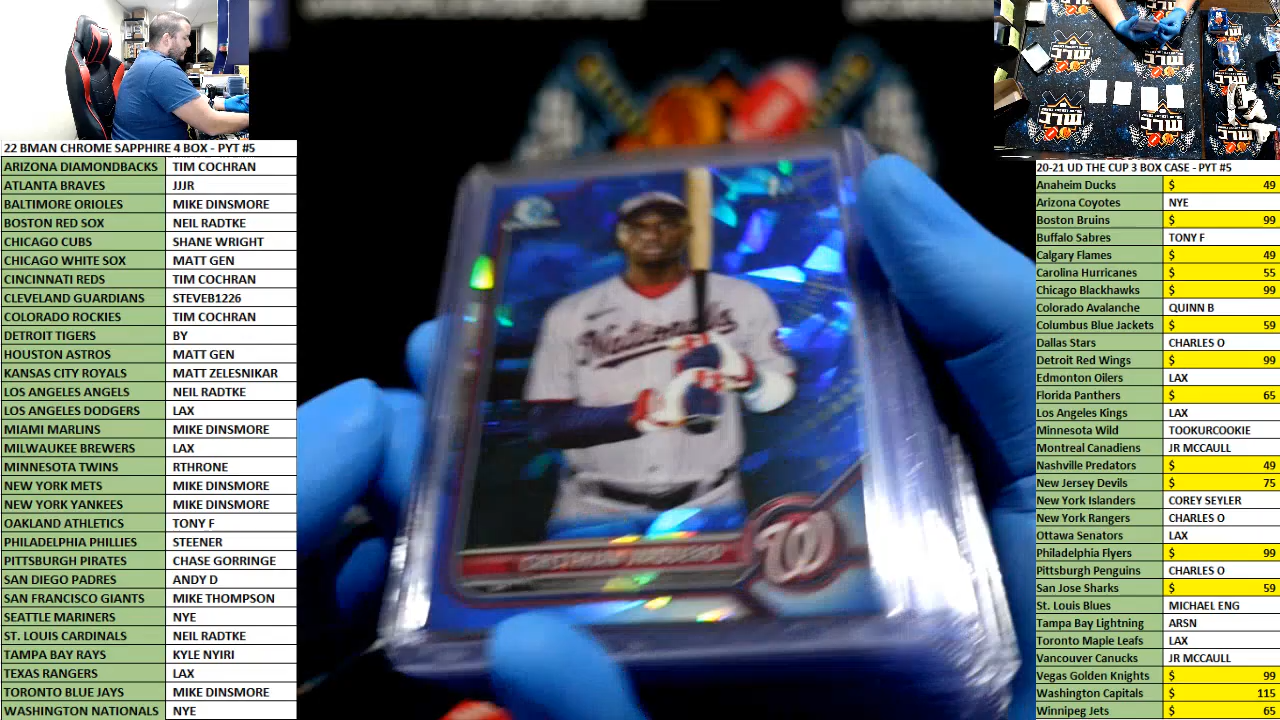 22 BMAN CHROME SAPPHIRE 4 BOX - PYT #5
ARIZONA DIAMONDBACKS TIM COCHRAN
ATLANTA BRAVES JJJR
BALTIMORE ORIOLES MIKE DINSMORE
BOSTON RED SOX NEIL RADTKE
CHICAGO CUBS SHANE WRIGHT
CHICAGO WHITE SOX MATT GEN
CINCINNATI REDS TIM COCHRAN
CLEVELAND GUARDIANS STEVEB1226
COLORADO ROCKIES TIM COCHRAN
DETROIT TIGERS BY
HOUSTON ASTROS MATT GEN
KANSAS CITY ROYALS MATT ZELESNIKAR
LOS ANGELES ANGELS NEIL RADTKE
LOS ANGELES DODGERS LAX
MIAMI MARLINS MIKE DINSMORE
MILWAUKEE BREWERS LAX
MINNESOTA TWINS RTHRONE
NEW YORK METS MIKE DINSMORE
NEW YORK YANKEES MIKE DINSMORE
OAKLAND ATHLETICS TONY F
PHILADELPHIA PHILLIES STEENER
PITTSBURGH PIRATES CHASE GORRINGE
SAN DIEGO PADRES ANDY D
SAN FRANCISCO GIANTS MIKE THOMPSON
SEATTLE MARINERS NYE
ST. LOUIS CARDINALS NEIL RADTKE
TAMPA BAY RAYS KYLE NYIRI
TEXAS RANGERS LAX
TORONTO BLUE JAYS MIKE DINSMORE
WASHINGTON NATIONALS NYE
Nationals
W
20-21 UD THE CUP 3 BOX CASE - PYT #5
Anaheim Ducks $ 49
Arizona Coyotes NYE
Boston Bruins $ 99
Buffalo Sabres TONY F
Calgary Flames $ 49
Carolina Hurricanes $ 55
Chicago Blackhawks $ 99
Colorado Avalanche QUINN B
Columbus Blue Jackets $ 59
Dallas Stars CHARLES O
Detroit Red Wings $ 99
Edmonton Oilers LAX
Florida Panthers $ 65
Los Angeles Kings LAX
Minnesota Wild TOOKURCOOKIE
Montreal Canadiens JR MCCAULL
Nashville Predators $ 49
New Jersey Devils $ 75
New York Islanders COREY SEYLER
New York Rangers CHARLES O
Ottawa Senators LAX
Philadelphia Flyers $ 99
Pittsburgh Penguins CHARLES O
San Jose Sharks $ 59
St. Louis Blues MICHAEL ENG
Tampa Bay Lightning ARSN
Toronto Maple Leafs LAX
Vancouver Canucks JR MCCAULL
Vegas Golden Knights $ 99
Washington Capitals $ 115
Winnipeg Jets $ 65